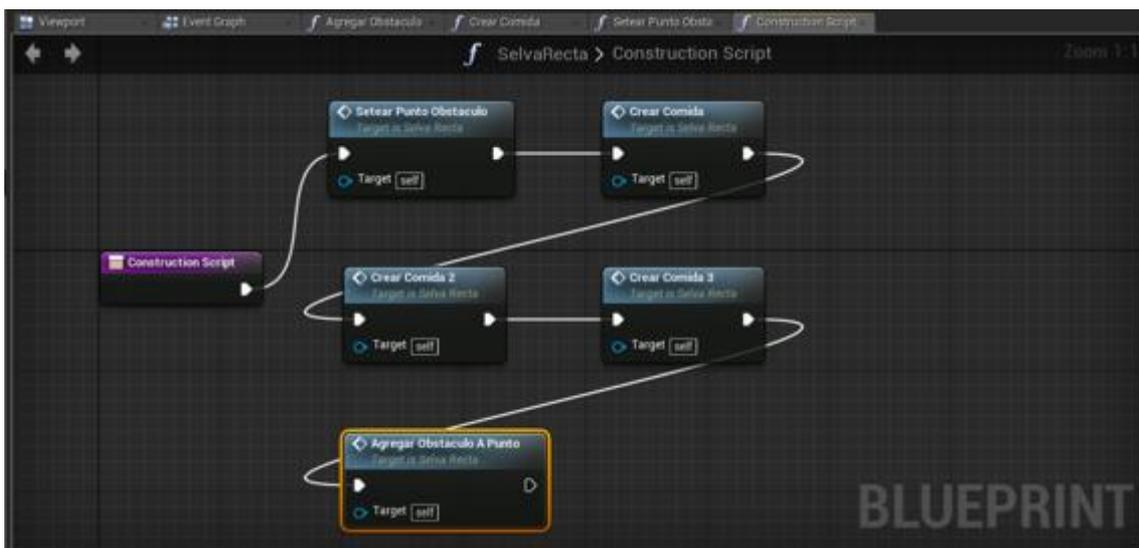 Viewport
Event Graph
Agregar Obstaculo
Crear Comida
Setear Punto Obsta
Construction Script
SelvaRecta > Construction Script
Zoom 1:1
Setear Punto Obstaculo
Target is Selva Recta
Target self
Crear Comida
Target is Selva Recta
Target self
Construction Script
Crear Comida 2
Target is Selva Recta
Target self
Crear Comida 3
Target is Selva Recta
Target self
Agregar Obstaculo A Punto
Target is Selva Recta
Target self
BLUEPRINT